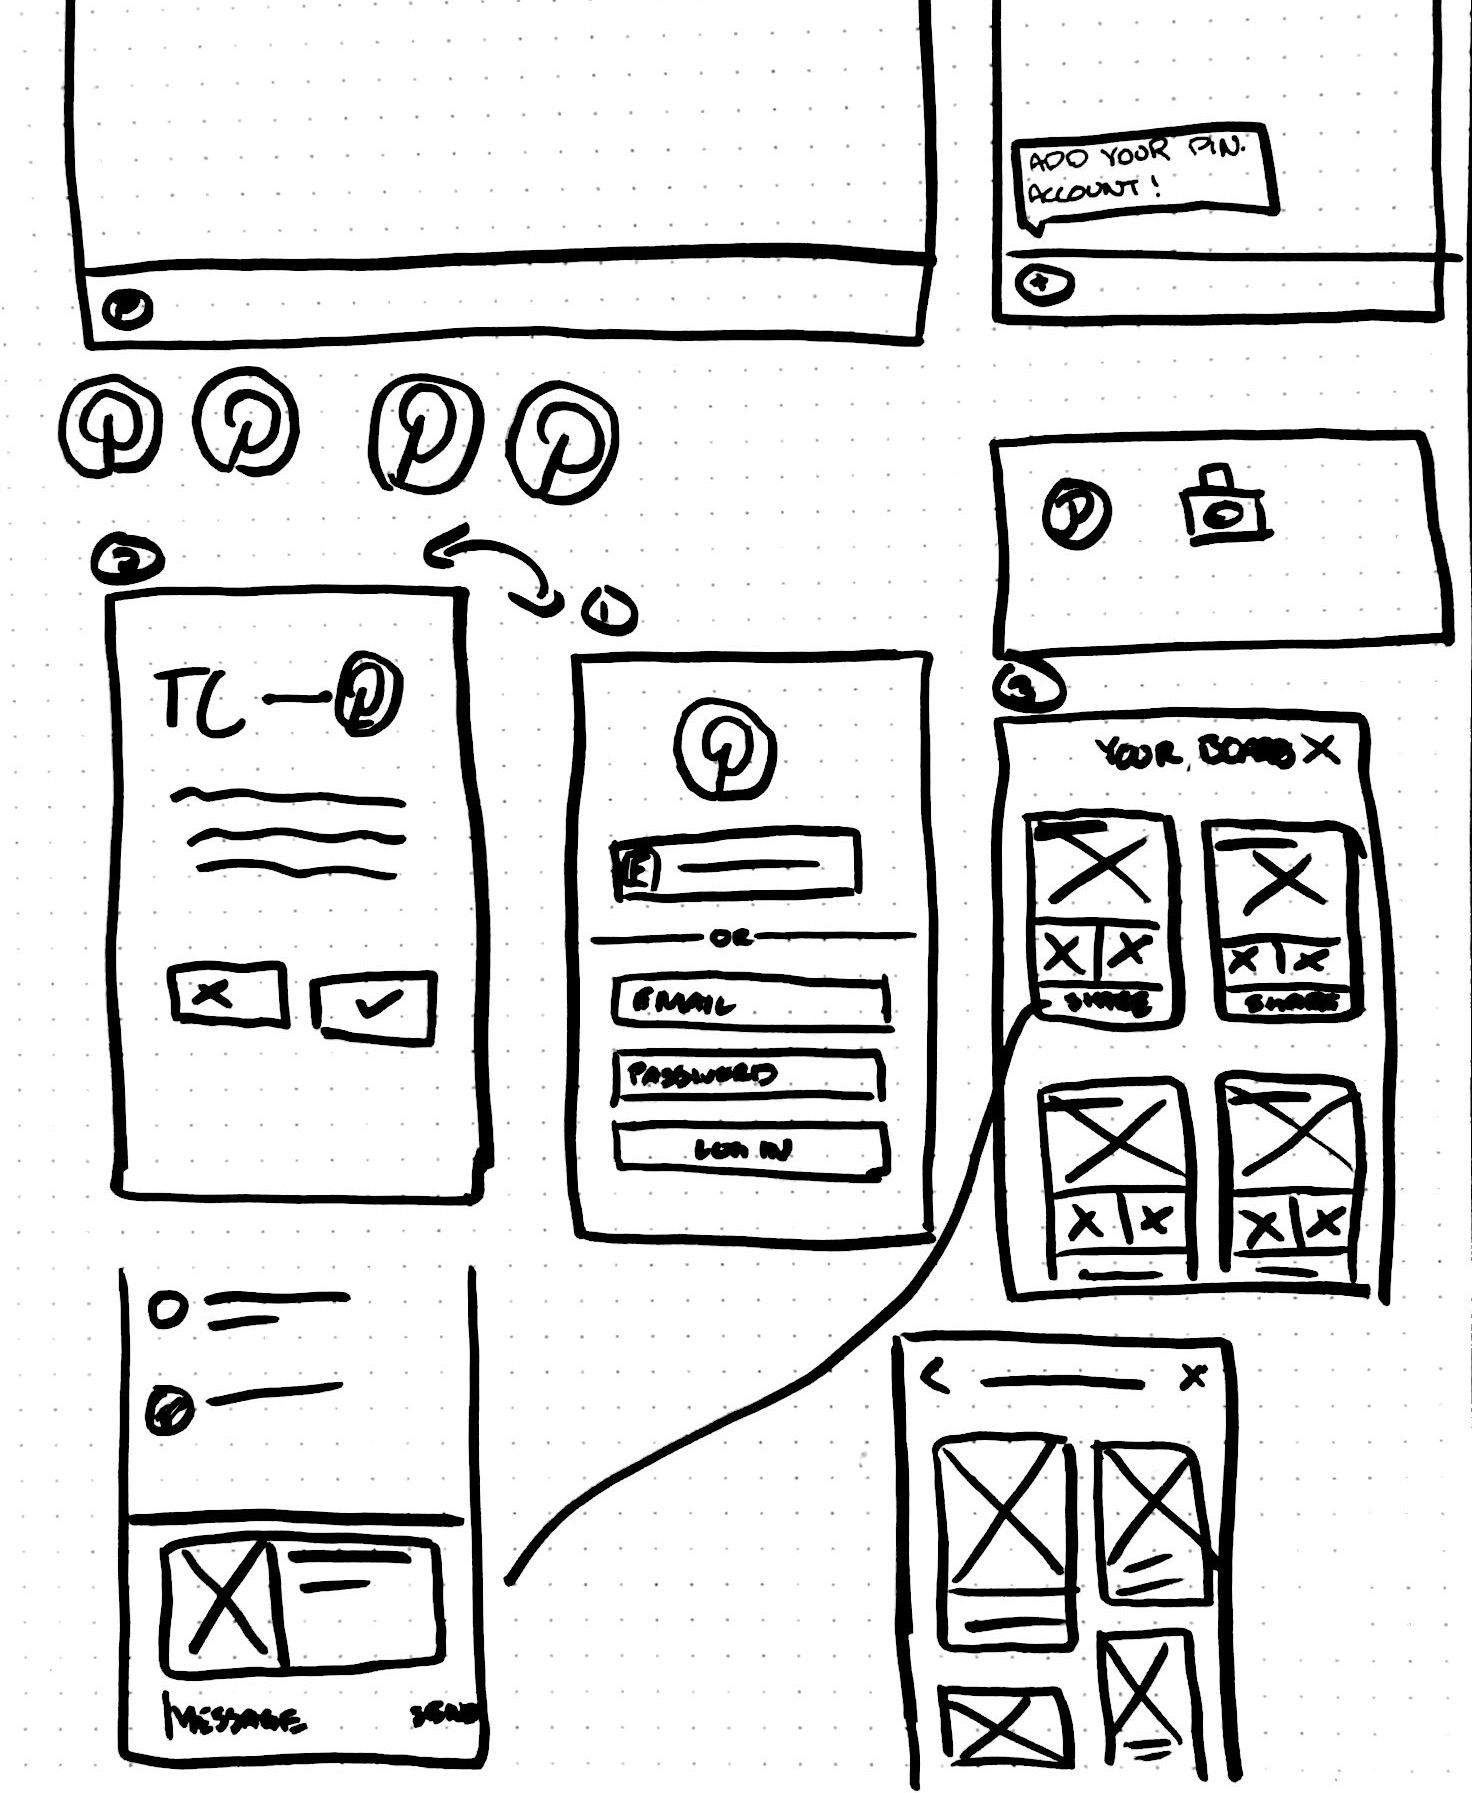 ADD YOUR PIN.
ACCOUNT!
2
1
TC
E
OR
EMAIL
PASSWORD
LOG IN
3
YOUR BOARD X
SHARE
SHARE
MESSAGE
SEND